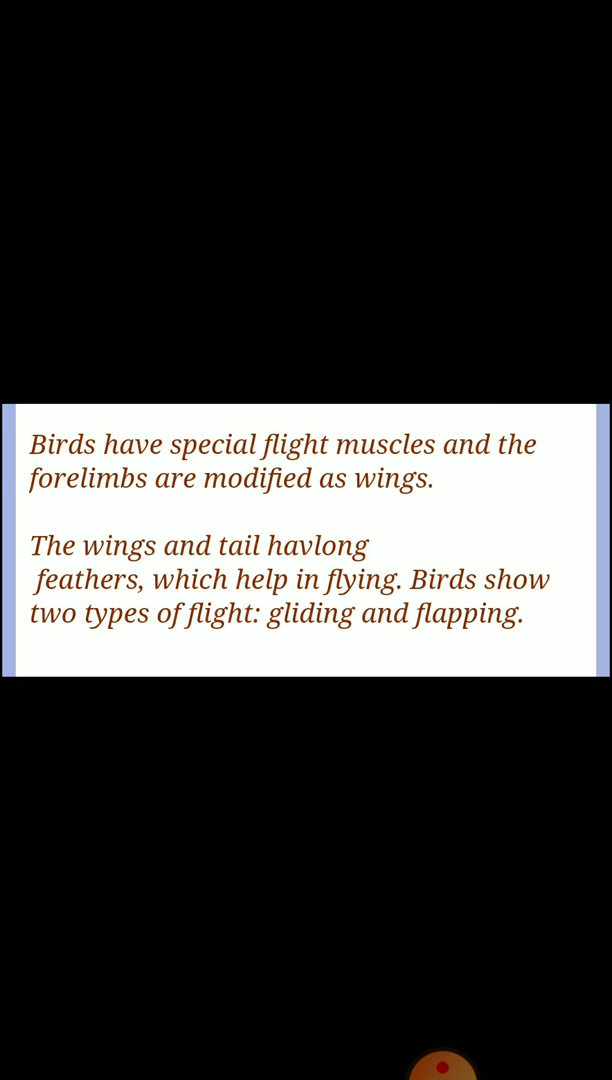 Birds have special flight muscles and the
forelimbs are modified as wings.
The wings and tail havlong
feathers, which help in flying. Birds show
two types of flight: gliding and flapping.